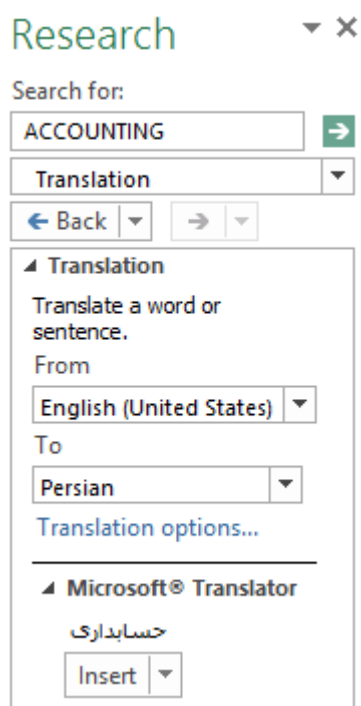 Research
Search for:
ACCOUNTING
Translation
Back
Translation
Translate a word or
sentence.
From
English (United States)
To
Persian
Translation options...
Microsoft® Translator
حسابداری
Insert